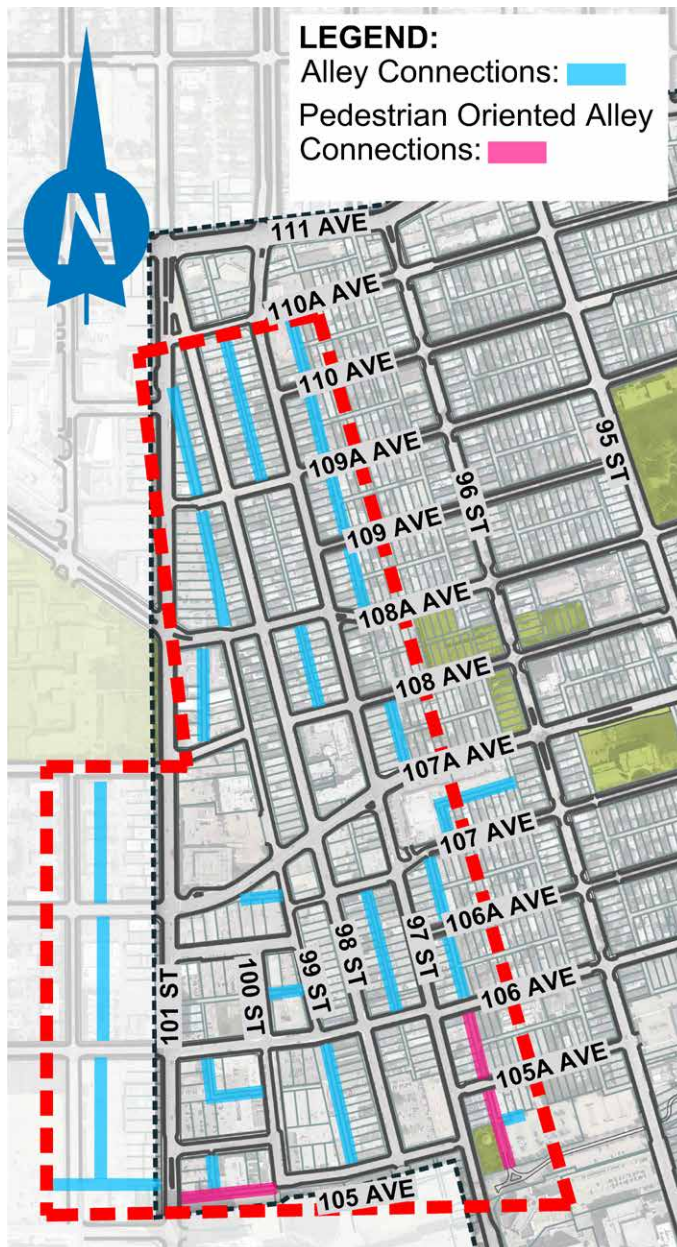 LEGEND:
Alley Connections:
Pedestrian Oriented Alley
Connections:
N
111 AVE
110A AVE
110 AVE
109A AVE
95 ST
96 ST
109 AVE
108A AVE
108 AVE
107A AVE
107 AVE
106A AVE
97 ST
98 ST
99 ST
100 ST
101 ST
106 AVE
105A AVE
105 AVE